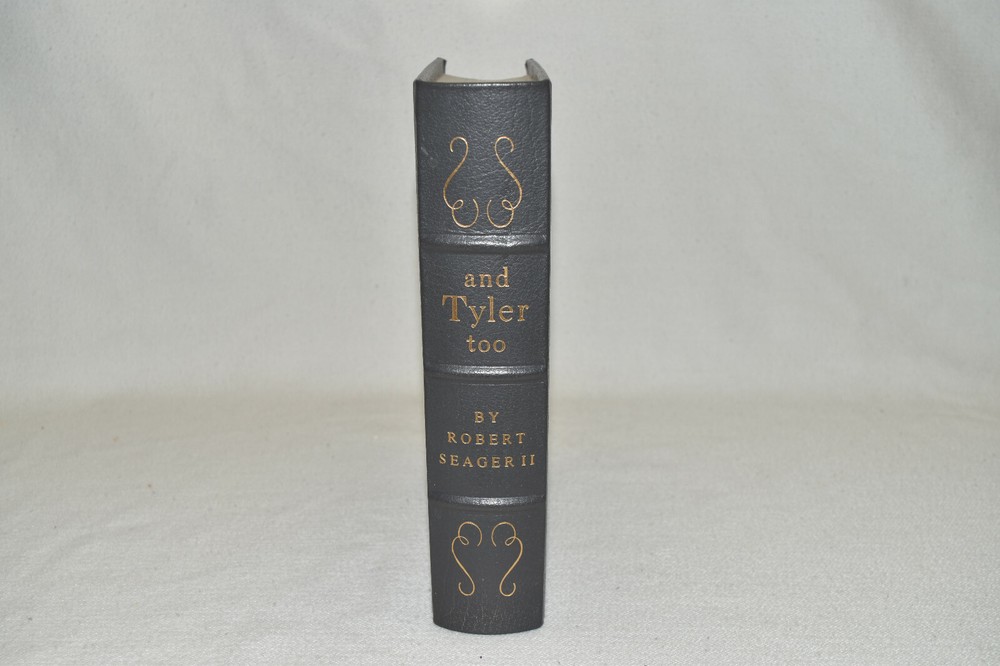 and
Tyler
too
BY
ROBERT
SEAGER II